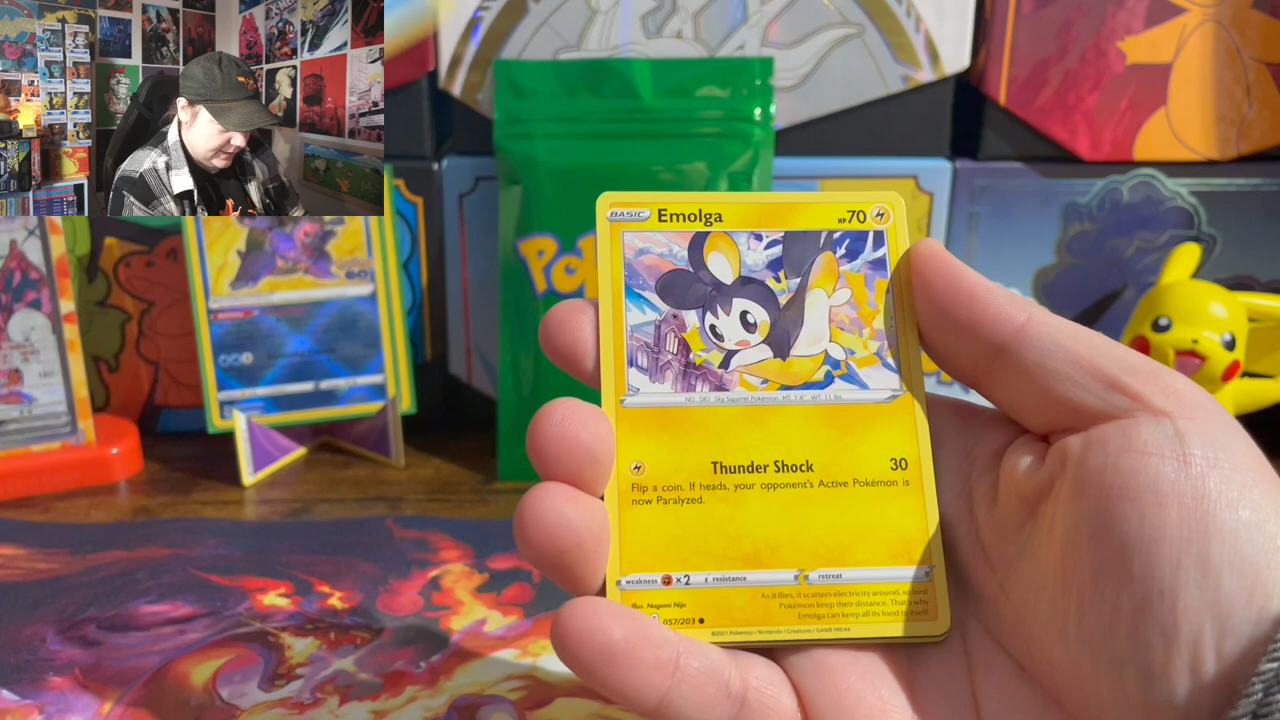 BASIC Emolga HP 70
NO. 587 Sky Squirrel Pokémon HT: 1'4" WT: 11 lbs.
Thunder Shock 30
Flip a coin. If heads, your opponent's Active Pokémon is
now Paralyzed.
weakness ×2 resistance retreat
Illus. Nagomi Nijo
As it flies, it scatters electricity around, so bird
Pokémon keep their distance. That's why
Emolga can keep all its food to itself.
057/203
©2021 Pokémon / Nintendo / Creatures / GAME FREAK